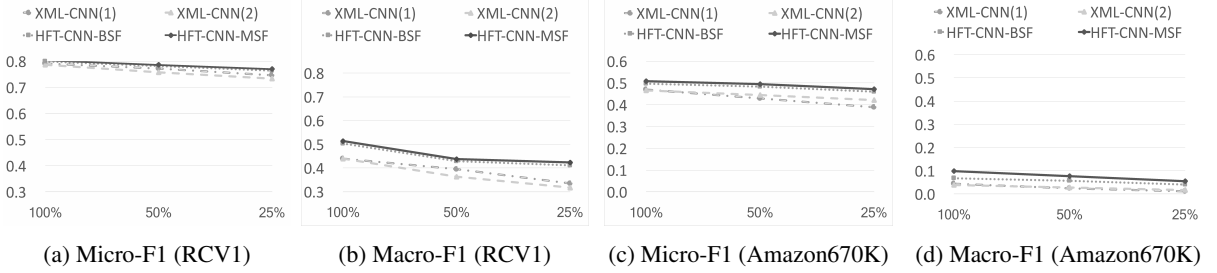 XML-CNN(1) XML-CNN(2)
HFT-CNN-BSF HFT-CNN-MSF
0.8
0.7
0.6
0.5
0.4
0.3
100% 50% 25%
(a) Micro-F1 (RCV1)
XML-CNN(1) XML-CNN(2)
HFT-CNN-BSF HFT-CNN-MSF
0.8
0.7
0.6
0.5
0.4
0.3
100% 50% 25%
(b) Macro-F1 (RCV1)
XML-CNN(1) XML-CNN(2)
HFT-CNN-BSF HFT-CNN-MSF
0.6
0.5
0.4
0.3
0.2
0.1
0.0
100% 50% 25%
(c) Micro-F1 (Amazon670K)
XML-CNN(1) XML-CNN(2)
HFT-CNN-BSF HFT-CNN-MSF
0.6
0.5
0.4
0.3
0.2
0.1
0.0
100% 50% 25%
(d) Macro-F1 (Amazon670K)